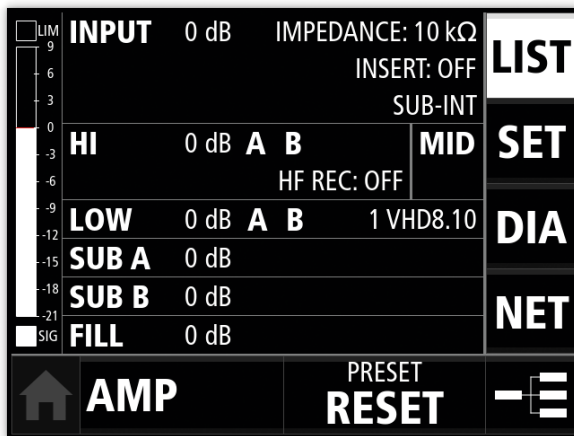 LIM
INPUT 0 dB IMPEDANCE: 10 kΩ
INSERT: OFF
SUB-INT
HI 0 dB A B MID
HF REC: OFF
LOW 0 dB A B 1 VHD8.10
SUB A 0 dB
SUB B 0 dB
FILL 0 dB
9
6
3
0
-3
-6
-9
-12
-15
-18
-21
SIG
LIST
SET
DIA
NET
AMP
PRESET
RESET